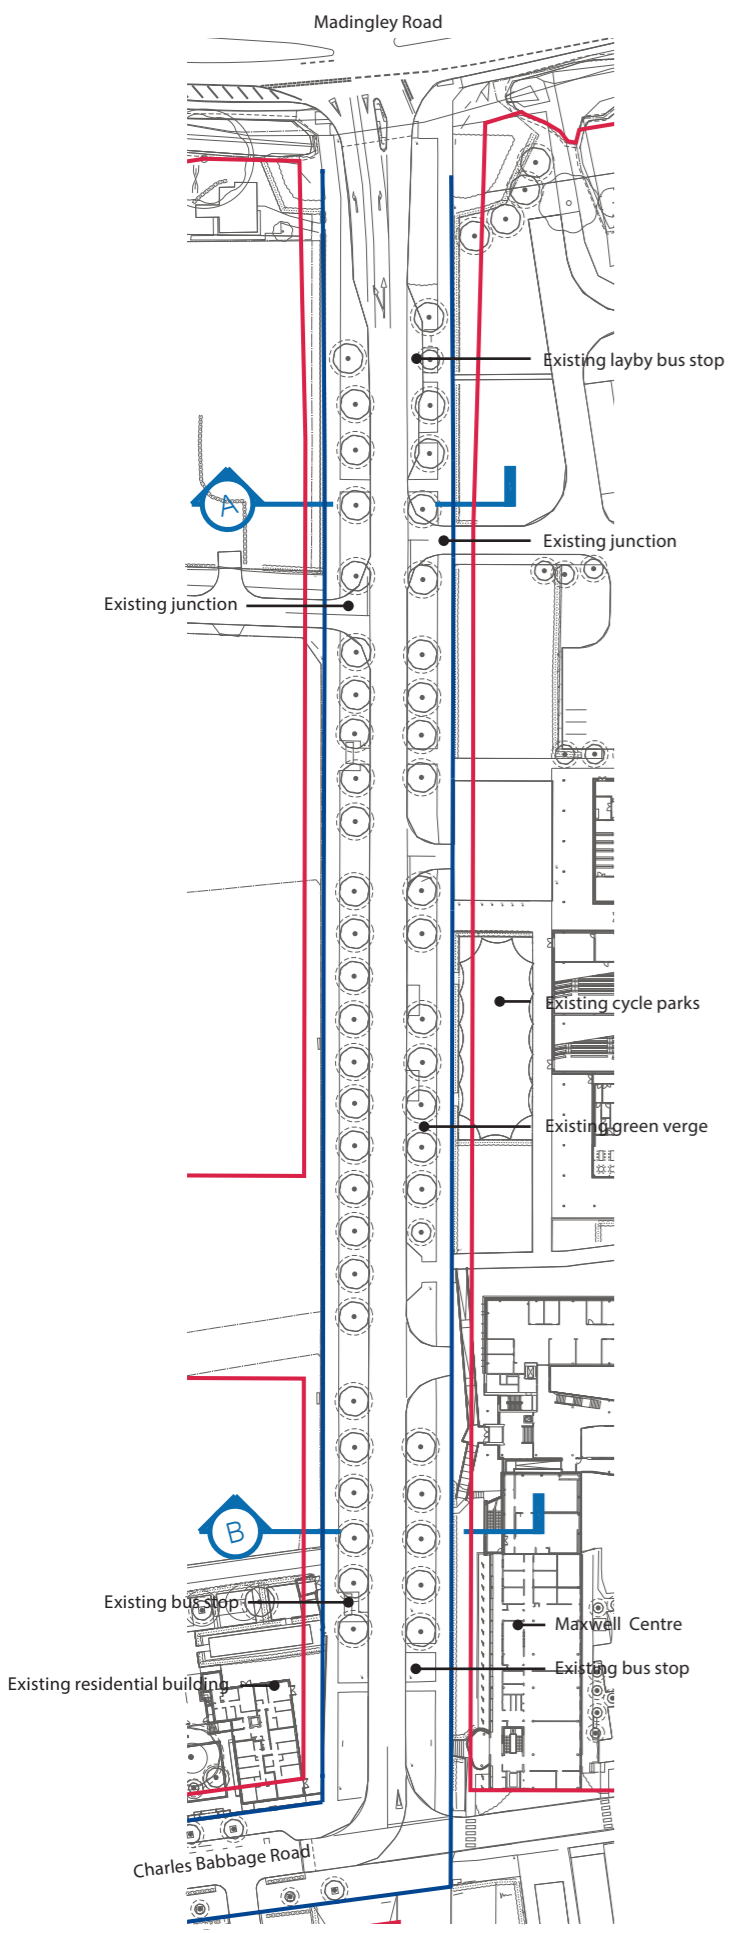 Madingley Road
Existing layby bus stop
A
Existing junction
Existing junction
Existing cycle parks
Existing green verge
B
Existing bus stop
Maxwell Centre
Existing bus stop
Existing residential building
Charles Babbage Road